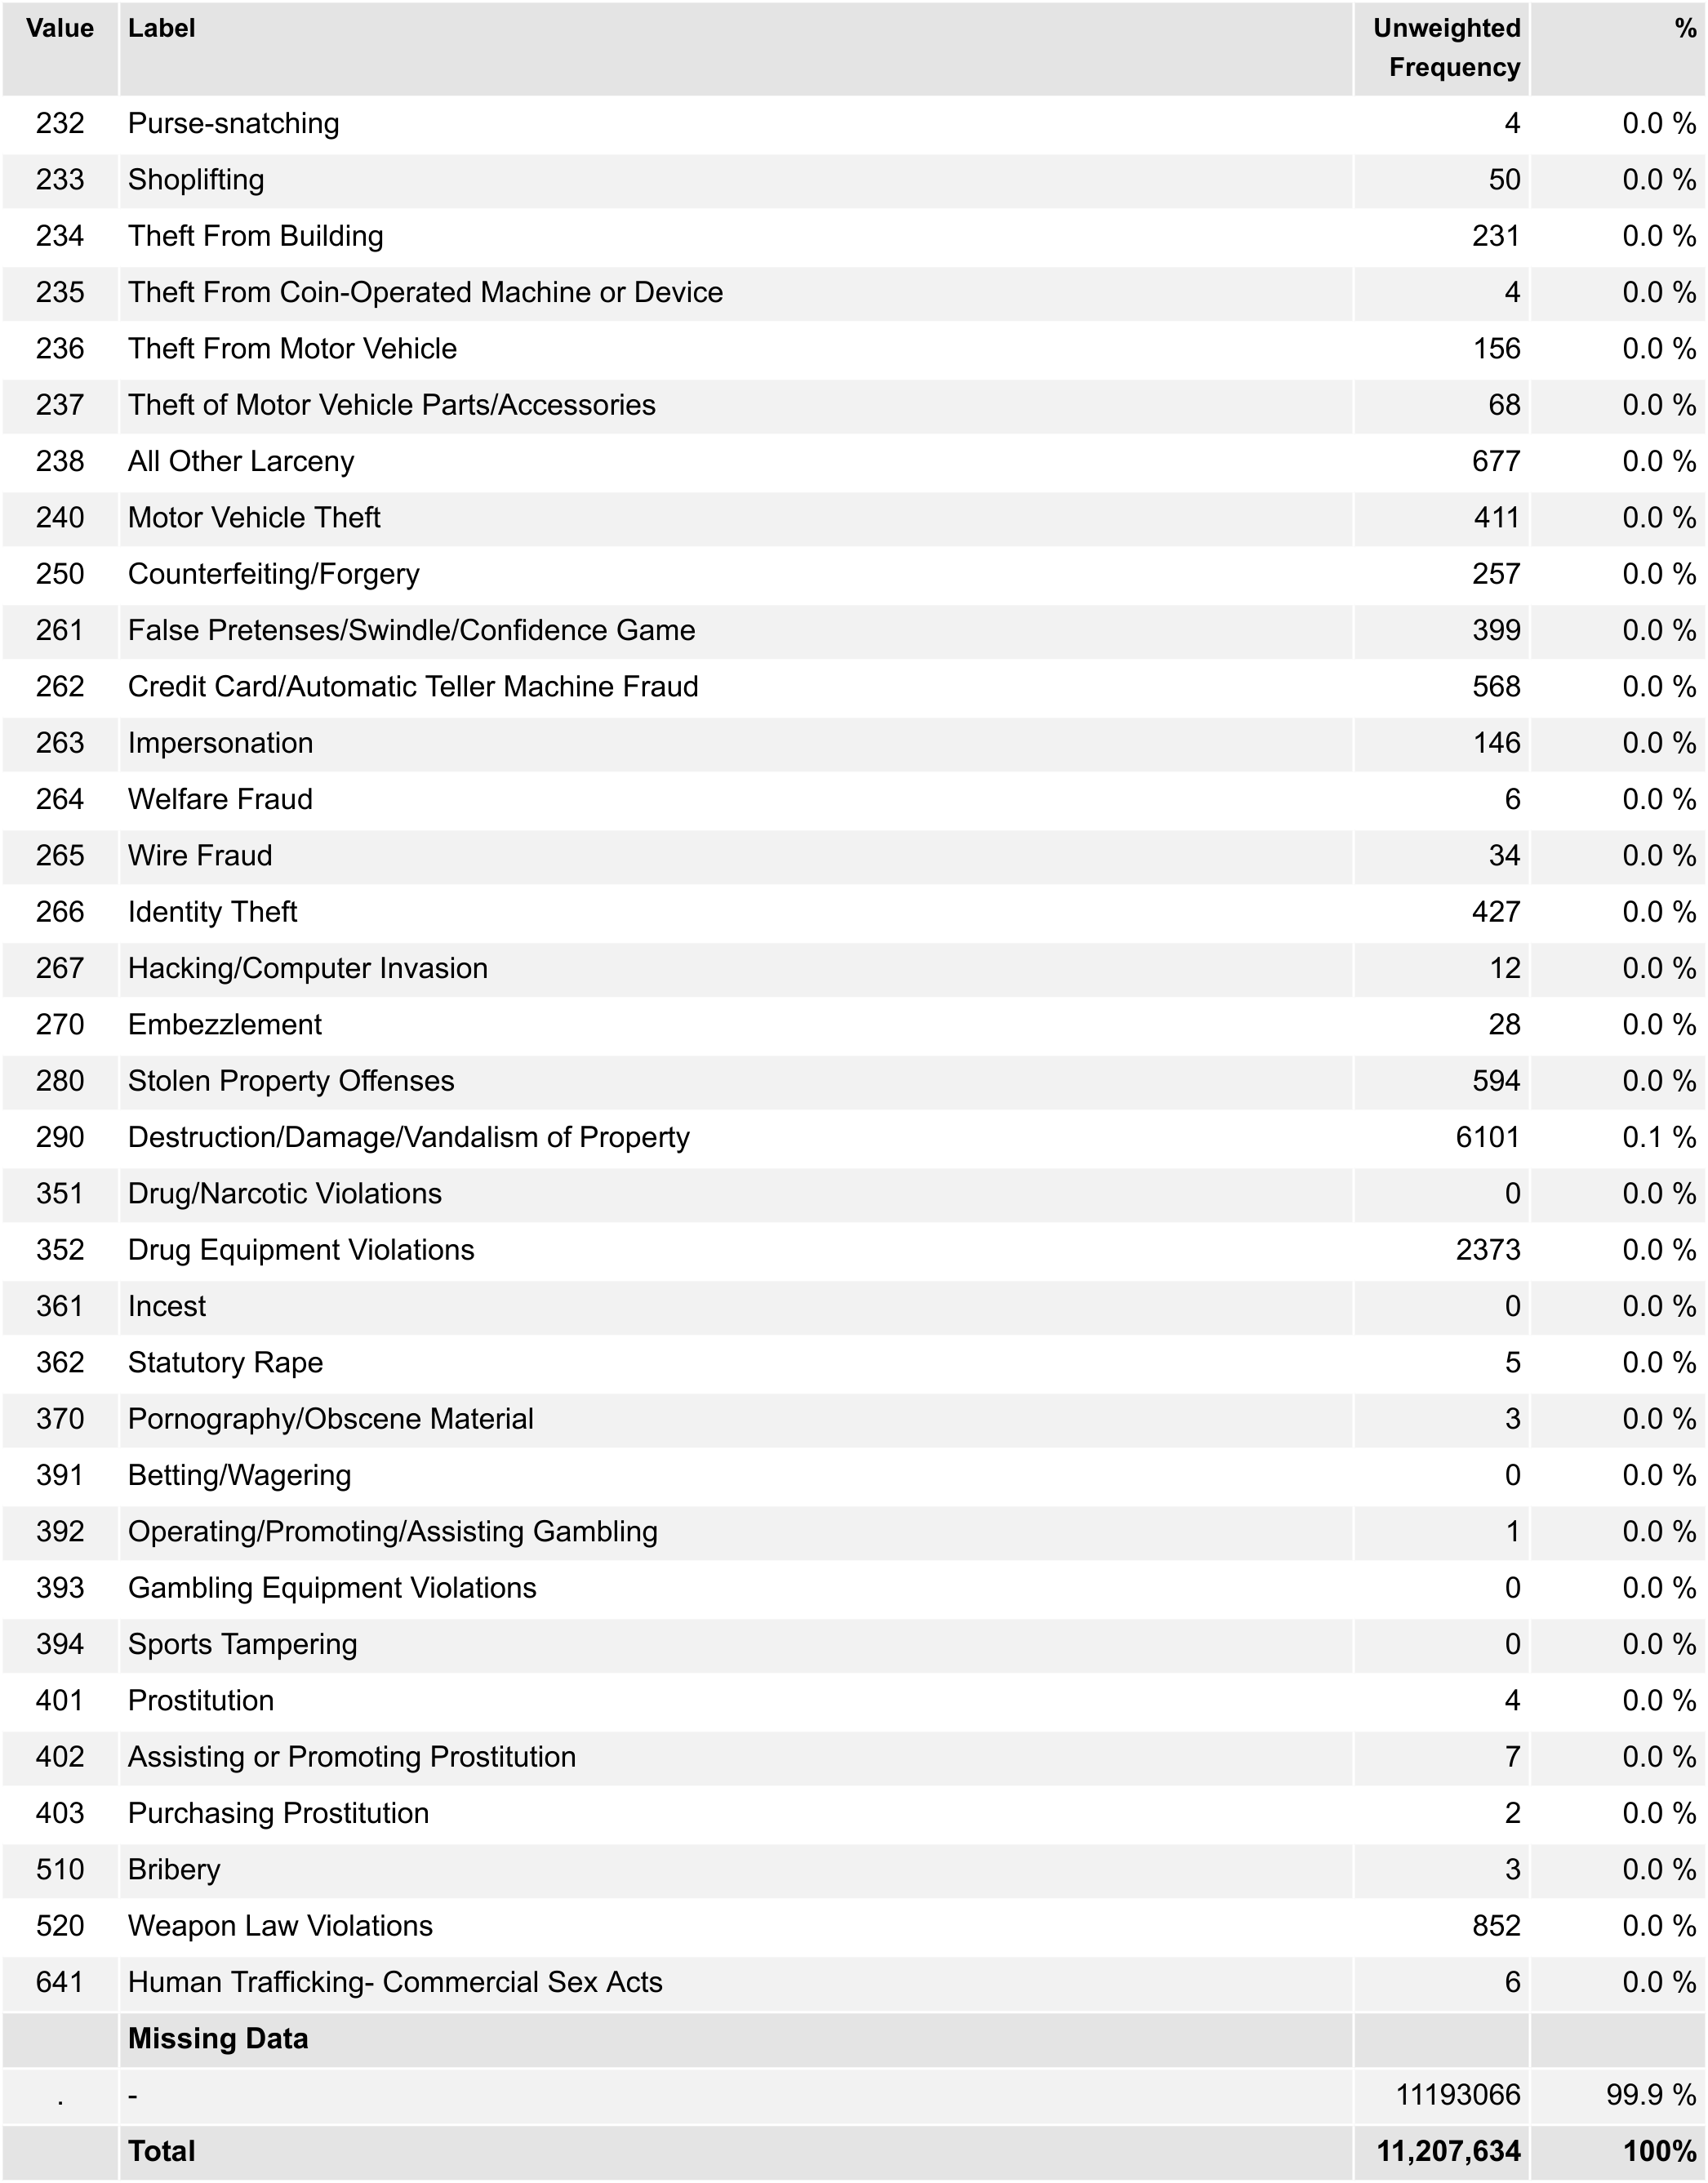 Value Label Unweighted Frequency %
232 Purse-snatching 4 0.0 %
233 Shoplifting 50 0.0 %
234 Theft From Building 231 0.0 %
235 Theft From Coin-Operated Machine or Device 4 0.0 %
236 Theft From Motor Vehicle 156 0.0 %
237 Theft of Motor Vehicle Parts/Accessories 68 0.0 %
238 All Other Larceny 677 0.0 %
240 Motor Vehicle Theft 411 0.0 %
250 Counterfeiting/Forgery 257 0.0 %
261 False Pretenses/Swindle/Confidence Game 399 0.0 %
262 Credit Card/Automatic Teller Machine Fraud 568 0.0 %
263 Impersonation 146 0.0 %
264 Welfare Fraud 6 0.0 %
265 Wire Fraud 34 0.0 %
266 Identity Theft 427 0.0 %
267 Hacking/Computer Invasion 12 0.0 %
270 Embezzlement 28 0.0 %
280 Stolen Property Offenses 594 0.0 %
290 Destruction/Damage/Vandalism of Property 6101 0.1 %
351 Drug/Narcotic Violations 0 0.0 %
352 Drug Equipment Violations 2373 0.0 %
361 Incest 0 0.0 %
362 Statutory Rape 5 0.0 %
370 Pornography/Obscene Material 3 0.0 %
391 Betting/Wagering 0 0.0 %
392 Operating/Promoting/Assisting Gambling 1 0.0 %
393 Gambling Equipment Violations 0 0.0 %
394 Sports Tampering 0 0.0 %
401 Prostitution 4 0.0 %
402 Assisting or Promoting Prostitution 7 0.0 %
403 Purchasing Prostitution 2 0.0 %
510 Bribery 3 0.0 %
520 Weapon Law Violations 852 0.0 %
641 Human Trafficking- Commercial Sex Acts 6 0.0 %
Missing Data
. - 11193066 99.9 %
Total 11,207,634 100%